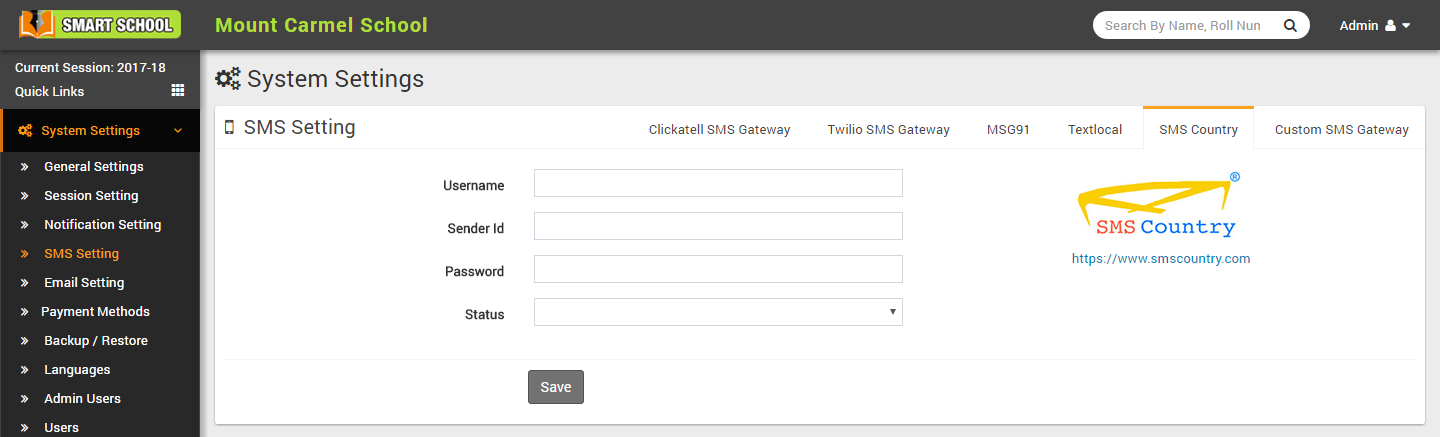 SMART SCHOOL
Mount Carmel School
Search By Name, Roll Nun
Admin
Current Session: 2017-18
Quick Links
System Settings
General Settings
Session Setting
Notification Setting
SMS Setting
Email Setting
Payment Methods
Backup / Restore
Languages
Admin Users
Users
System Settings
SMS Setting
Clickatell SMS Gateway
Twilio SMS Gateway
MSG91
Textlocal
SMS Country
Custom SMS Gateway
Username
Sender Id
Password
Status
Save
SMS Country ®
https://www.smscountry.com